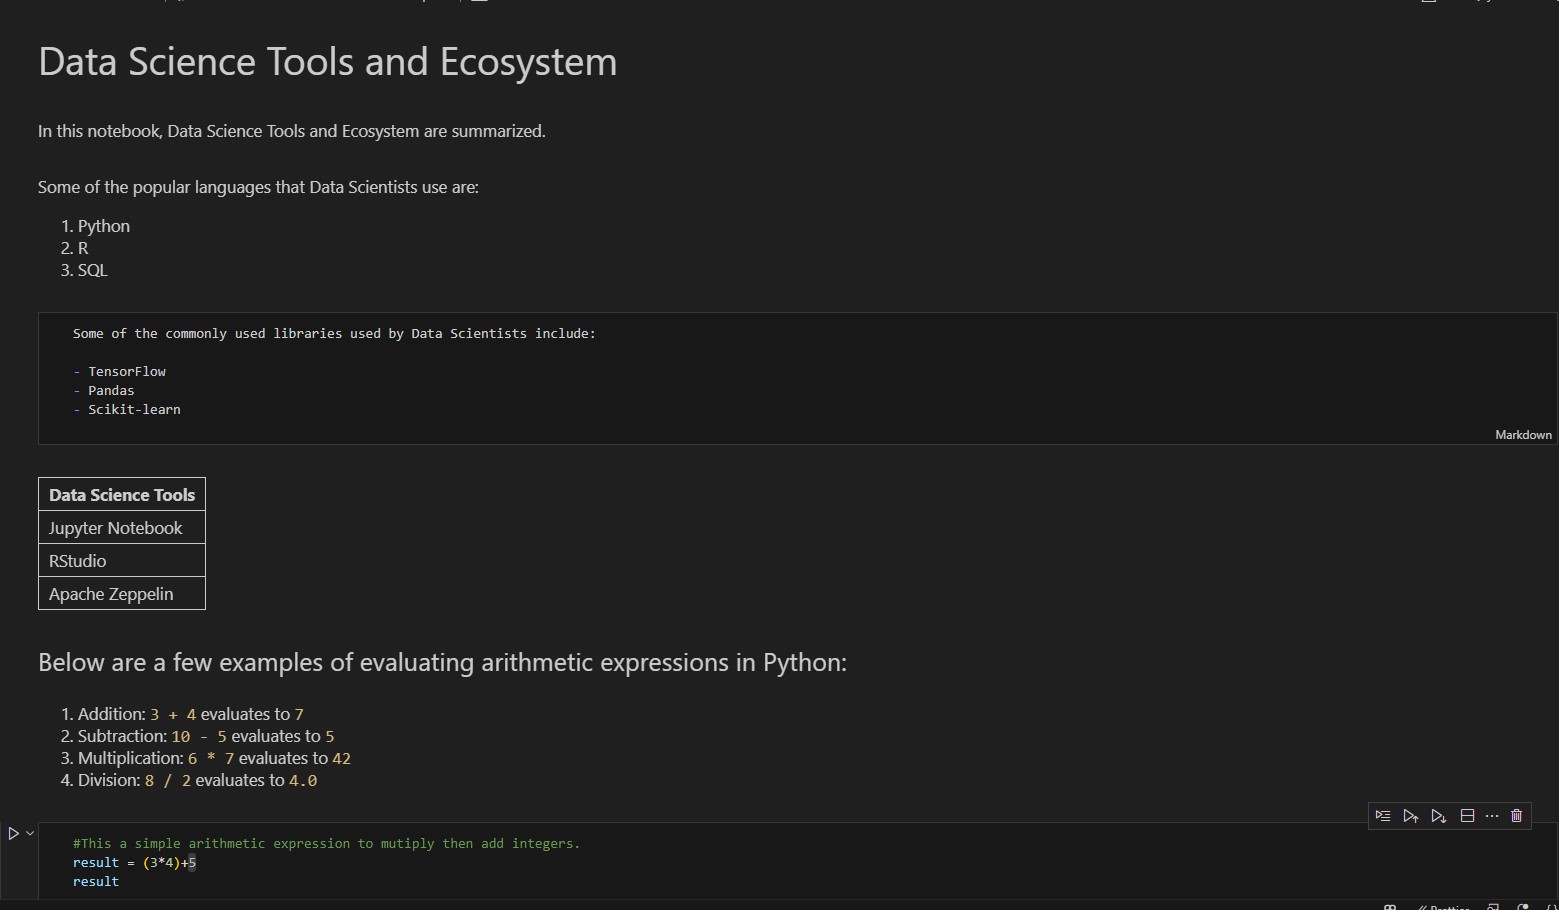 Data Science Tools and Ecosystem
In this notebook, Data Science Tools and Ecosystem are summarized.
Some of the popular languages that Data Scientists use are:
1. Python
2. R
3. SQL
Some of the commonly used libraries used by Data Scientists include:
- TensorFlow
- Pandas
- Scikit-learn
Markdown
Data Science Tools
Jupyter Notebook
RStudio
Apache Zeppelin
Below are a few examples of evaluating arithmetic expressions in Python:
1. Addition: 3 + 4 evaluates to 7
2. Subtraction: 10 - 5 evaluates to 5
3. Multiplication: 6 * 7 evaluates to 42
4. Division: 8 / 2 evaluates to 4.0
#This a simple arithmetic expression to mutiply then add integers.
result = (3*4)+5
result